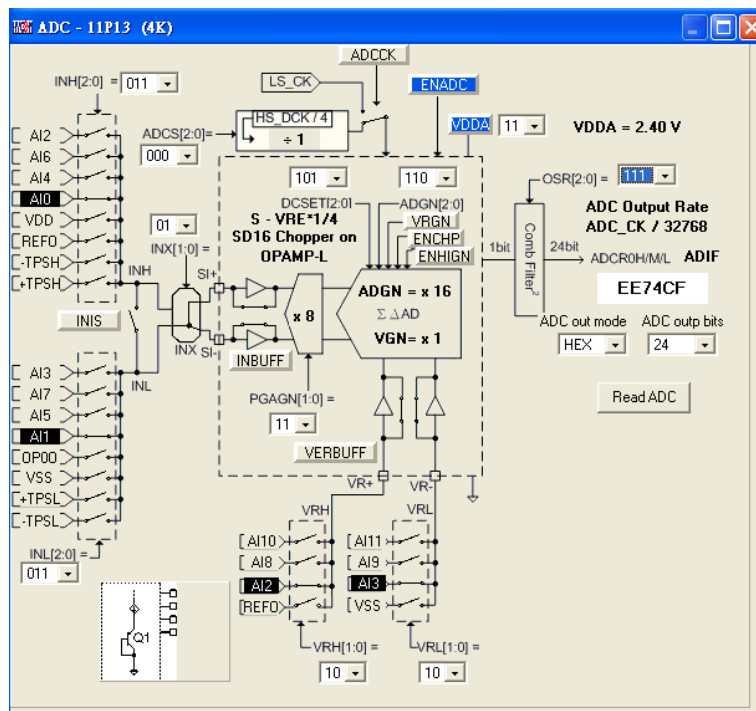 ADC - 11P13 (4K)
ADCCK
INH[2:0] =
011
LS_CK
ENADC
HS_DCK / 4
÷ 1
ADCS[2:0]=
000
VDDA
11
VDDA = 2.40 V
AI2
AI6
AI4
AI0
VDD
REFO
-TPSH
+TPSH
101
110
DCSET[2:0]
ADGN[2:0]
VRGN
ENCHP
ENHIGN
S - VRE*1/4
SD16 Chopper on
OPAMP-L
OSR[2:0] =
111
ADC Output Rate
ADC_CK / 32768
01
INX[1:0] =
1bit
Comb Filter2
24bit
ADCR0H/M/L
ADIF
EE74CF
INH
SI+
INIS
INX
SI-
INBUFF
x 8
ADGN = x 16
Σ ΔAD
VGN= x 1
ADC out mode
ADC outp bits
HEX
24
Read ADC
INL
AI3
AI7
AI5
AI1
OPOO
VSS
+TPSL
-TPSL
PGAGN[1:0] =
11
VERBUFF
VR+
VR-
INL[2:0] =
011
VRH
VRL
AI10
AI8
AI2
REFO
AI11
AI9
AI3
VSS
Q1
VRH[1:0] =
10
VRL[1:0] =
10